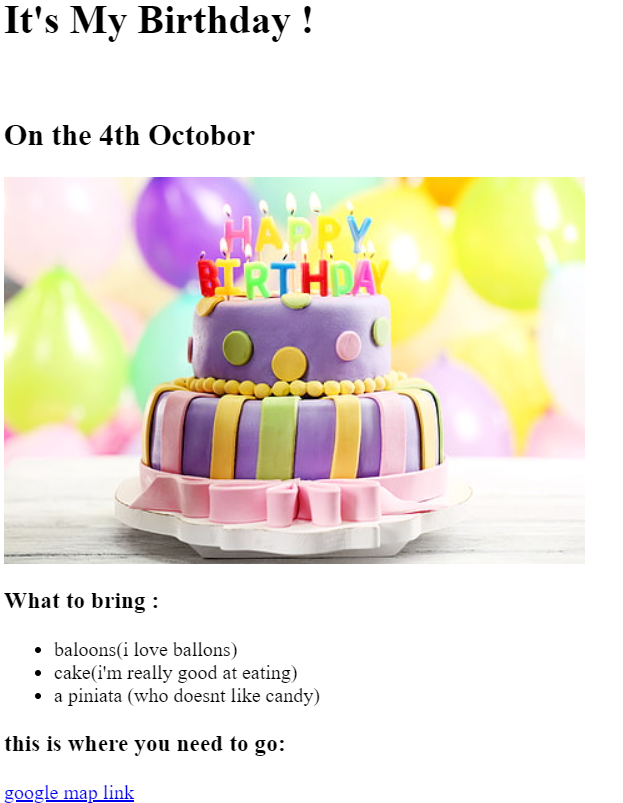 It's My Birthday !
On the 4th Octobor
HAPPY
BIRTHDAY
What to bring :
baloons(i love ballons)
cake(i'm really good at eating)
a piniata (who doesnt like candy)
this is where you need to go:
google map link